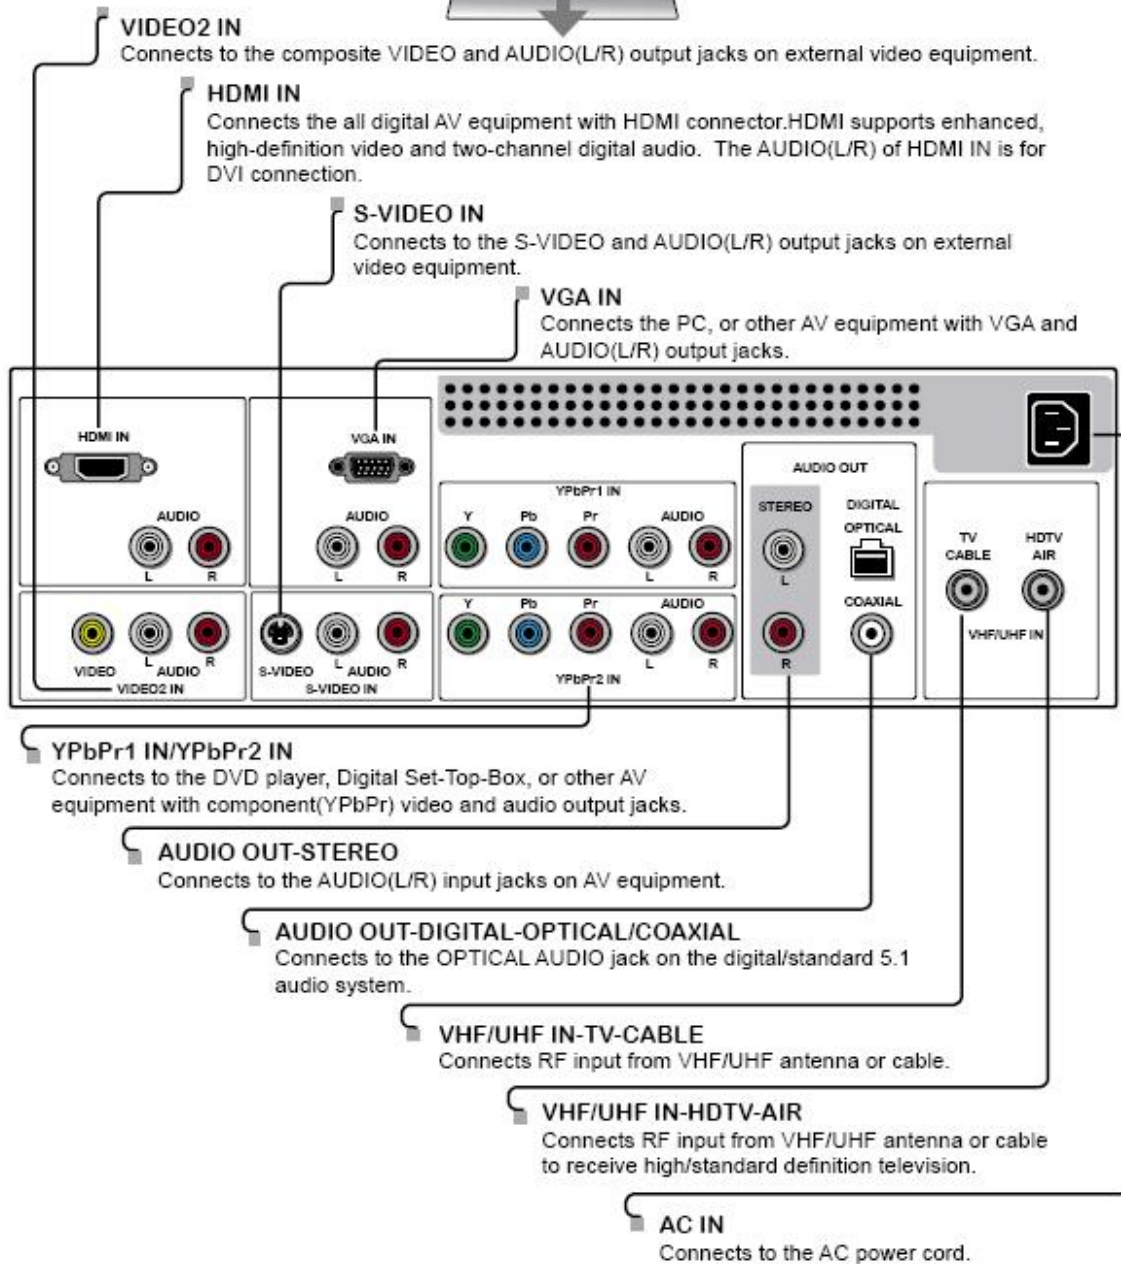 VIDEO2 IN
Connects to the composite VIDEO and AUDIO(L/R) output jacks on external video equipment.
HDMI IN
Connects the all digital AV equipment with HDMI connector.HDMI supports enhanced,
high-definition video and two-channel digital audio. The AUDIO(L/R) of HDMI IN is for
DVI connection.
S-VIDEO IN
Connects to the S-VIDEO and AUDIO(L/R) output jacks on external
video equipment.
VGA IN
Connects the PC, or other AV equipment with VGA and
AUDIO(L/R) output jacks.
HDMI IN
AUDIO
L R
VGA IN
AUDIO
L R
YPbPr1 IN
Y Pb Pr AUDIO
L R
VIDEO L AUDIO R
VIDEO2 IN
S-VIDEO L AUDIO R
S-VIDEO IN
Y Pb Pr AUDIO
L R
YPbPr2 IN
AUDIO OUT
STEREO
L
R
DIGITAL
OPTICAL
COAXIAL
TV
CABLE
HDTV
AIR
VHF/UHF IN
YPbPr1 IN/YPbPr2 IN
Connects to the DVD player, Digital Set-Top-Box, or other AV
equipment with component(YPbPr) video and audio output jacks.
AUDIO OUT-STEREO
Connects to the AUDIO(L/R) input jacks on AV equipment.
AUDIO OUT-DIGITAL-OPTICAL/COAXIAL
Connects to the OPTICAL AUDIO jack on the digital/standard 5.1
audio system.
VHF/UHF IN-TV-CABLE
Connects RF input from VHF/UHF antenna or cable.
VHF/UHF IN-HDTV-AIR
Connects RF input from VHF/UHF antenna or cable
to receive high/standard definition television.
AC IN
Connects to the AC power cord.